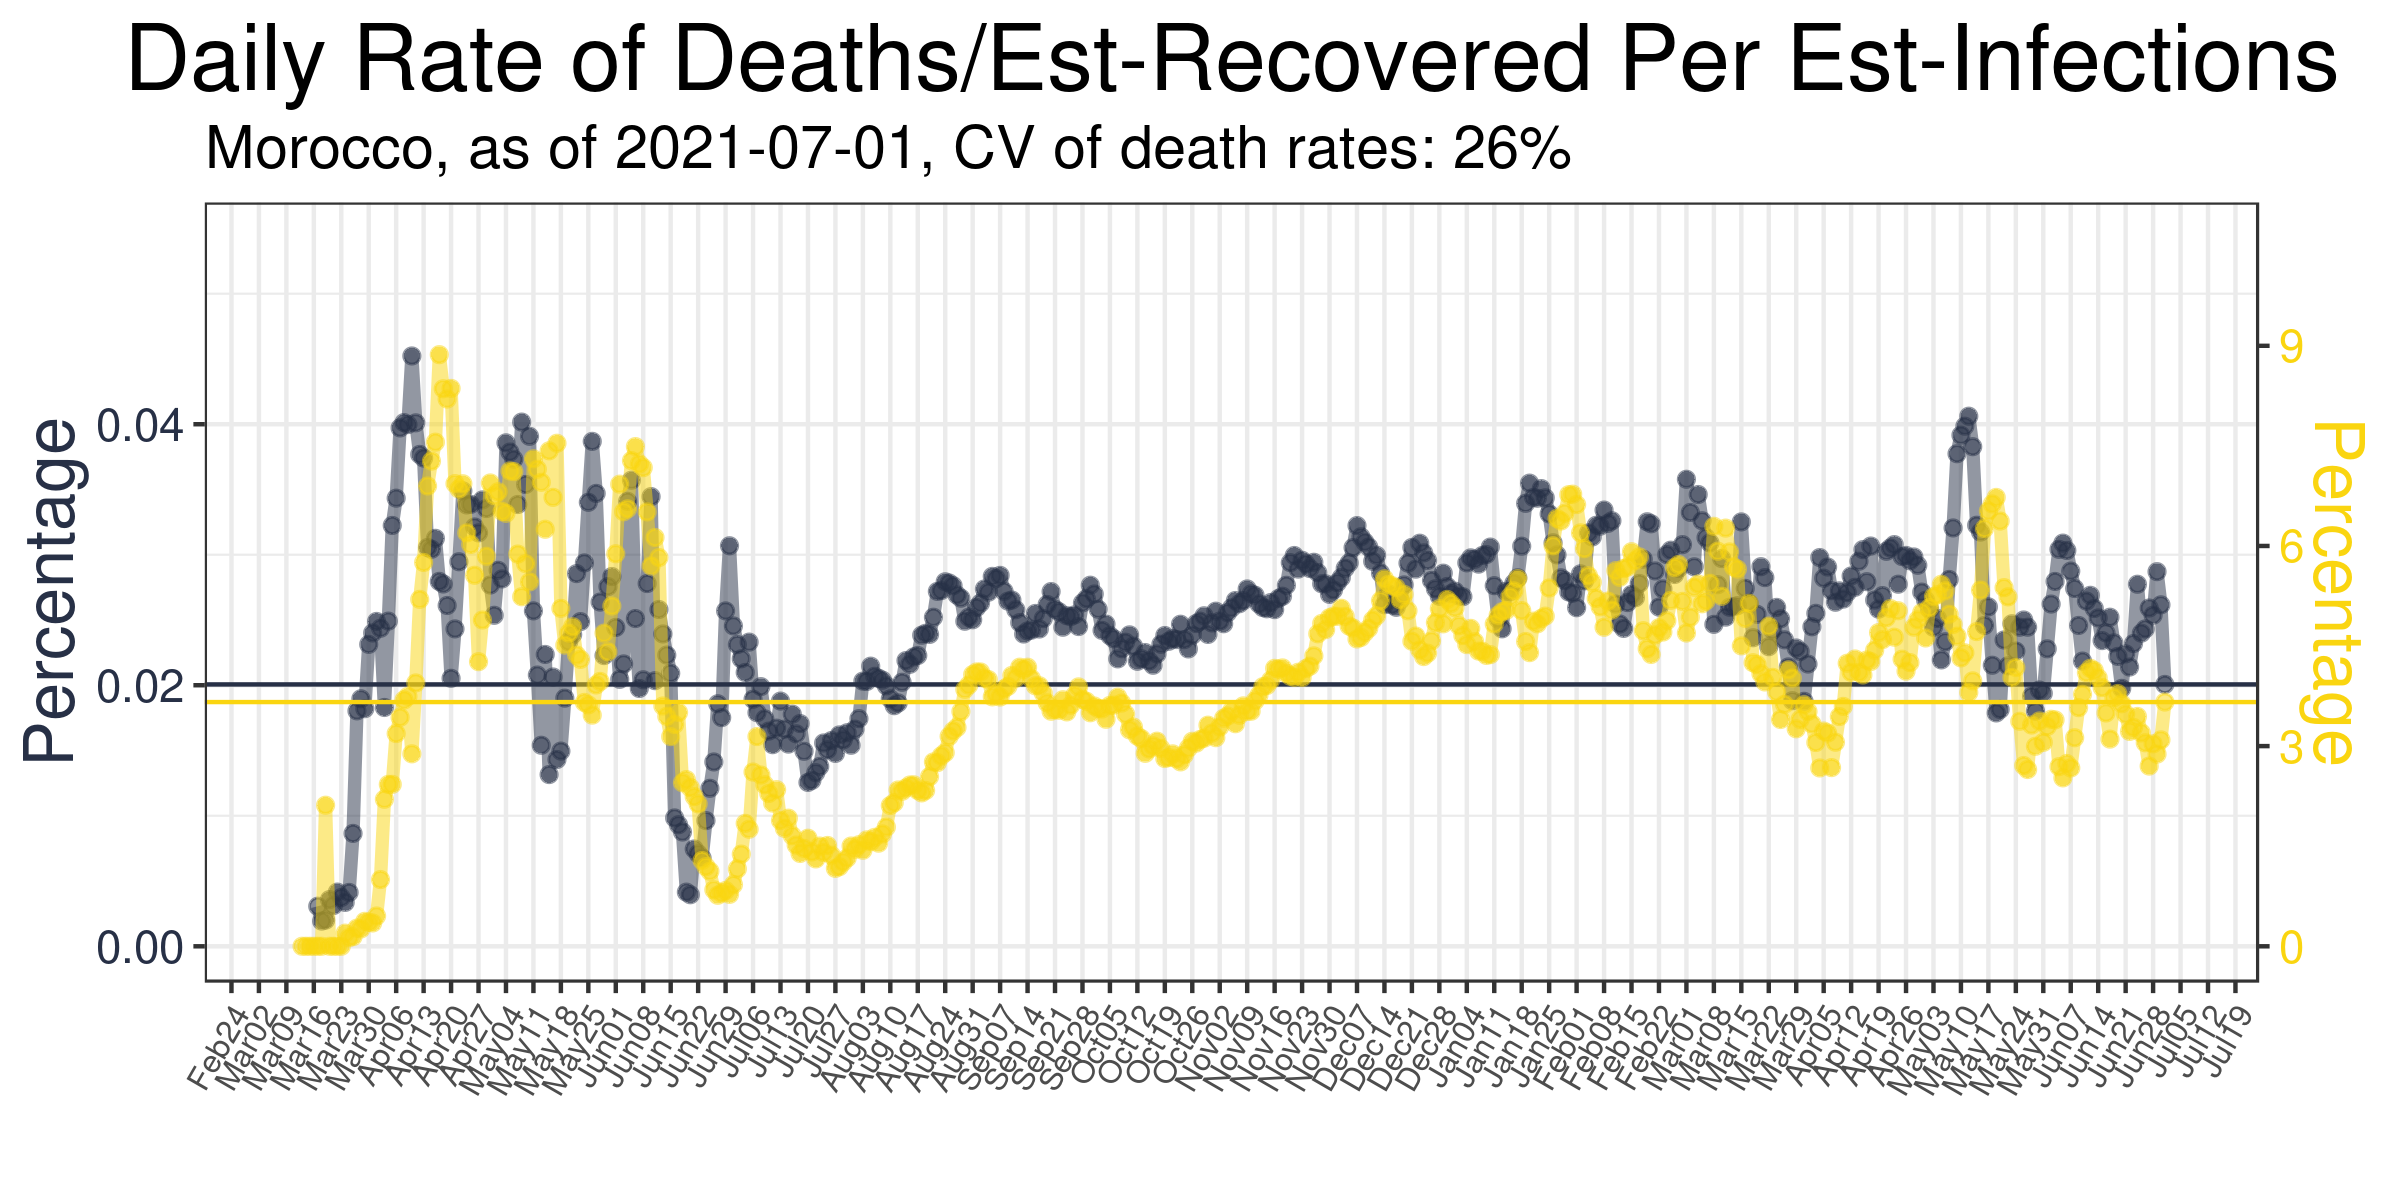 Daily Rate of Deaths/Est-Recovered Per Est-Infections
Morocco, as of 2021-07-01, CV of death rates: 26%
Percentage
0.04
0.02
0.00
9
6
3
0
Percentage
Feb24
Mar02
Mar09
Mar16
Mar23
Mar30
Apr06
Apr13
Apr20
Apr27
May04
May11
May18
May25
Jun01
Jun08
Jun15
Jun22
Jun29
Jul06
Jul13
Jul20
Jul27
Aug03
Aug10
Aug17
Aug24
Aug31
Sep07
Sep14
Sep21
Sep28
Oct05
Oct12
Oct19
Oct26
Nov02
Nov09
Nov16
Nov23
Nov30
Dec07
Dec14
Dec21
Dec28
Jan04
Jan11
Jan18
Jan25
Feb01
Feb08
Feb15
Feb22
Mar01
Mar08
Mar15
Mar22
Mar29
Apr05
Apr12
Apr19
Apr26
May03
May10
May17
May24
May31
Jun07
Jun14
Jun21
Jun28
Jul05
Jul12
Jul19